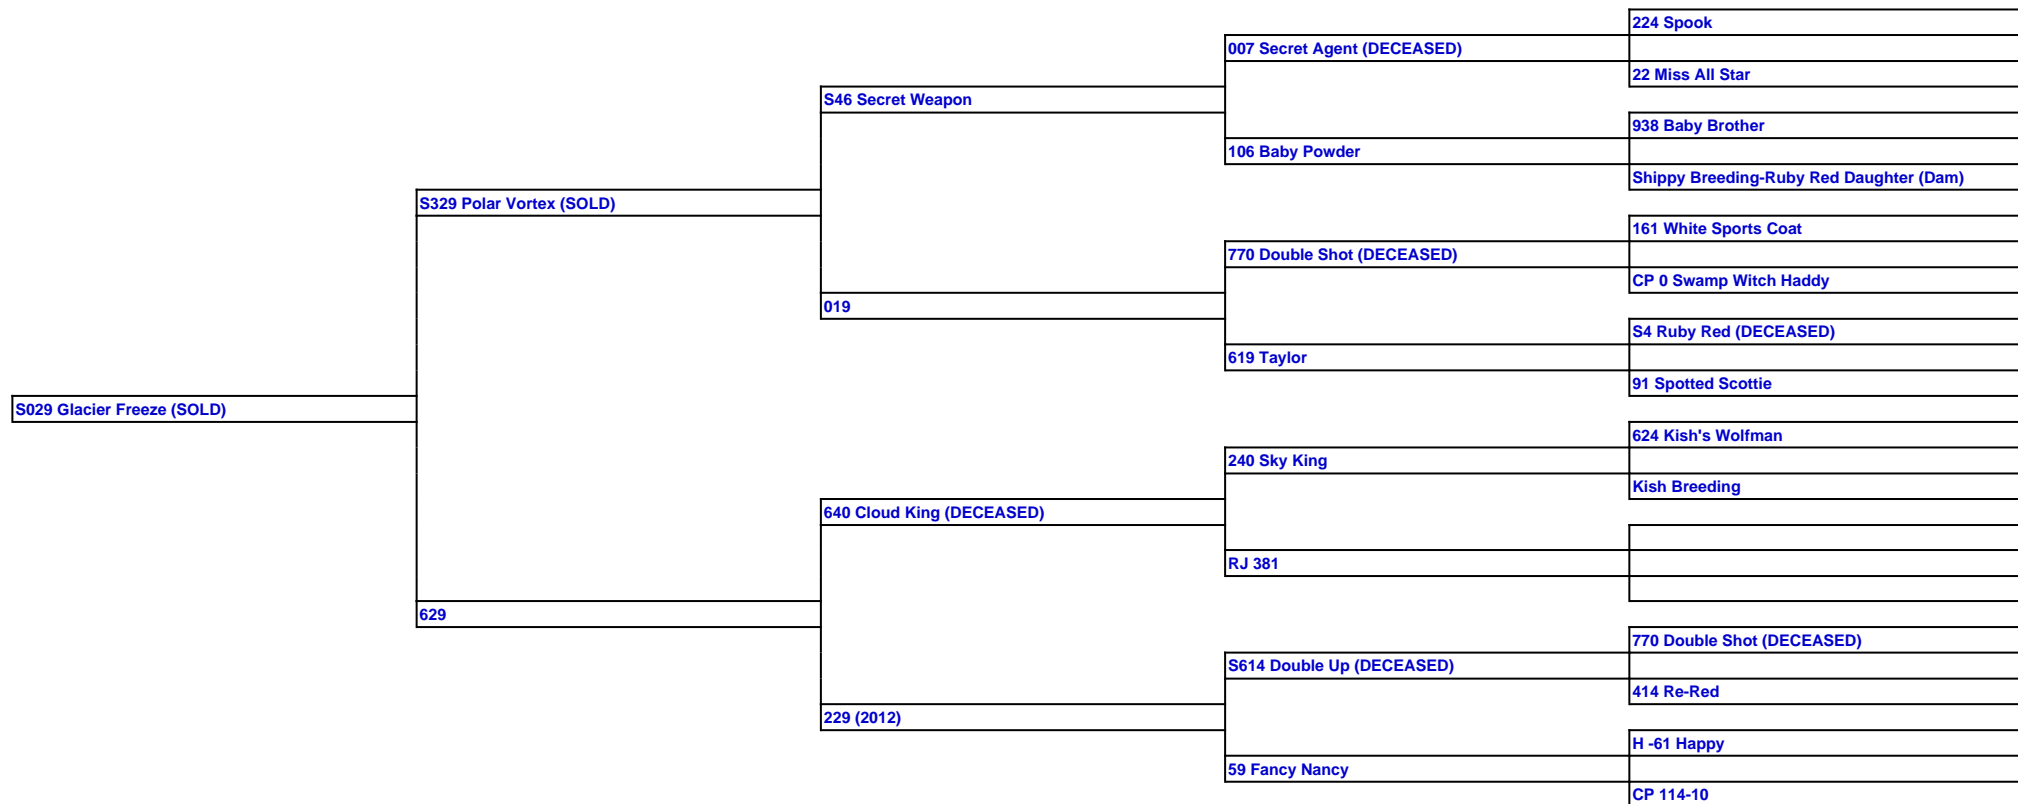 224 Spook
007 Secret Agent (DECEASED)
22 Miss All Star
S46 Secret Weapon
938 Baby Brother
106 Baby Powder
Shippy Breeding-Ruby Red Daughter (Dam)
S329 Polar Vortex (SOLD)
161 White Sports Coat
770 Double Shot (DECEASED)
CP 0 Swamp Witch Haddy
019
S4 Ruby Red (DECEASED)
619 Taylor
91 Spotted Scottie
S029 Glacier Freeze (SOLD)
624 Kish's Wolfman
240 Sky King
Kish Breeding
640 Cloud King (DECEASED)
RJ 381
629
770 Double Shot (DECEASED)
S614 Double Up (DECEASED)
414 Re-Red
229 (2012)
H -61 Happy
59 Fancy Nancy
CP 114-10